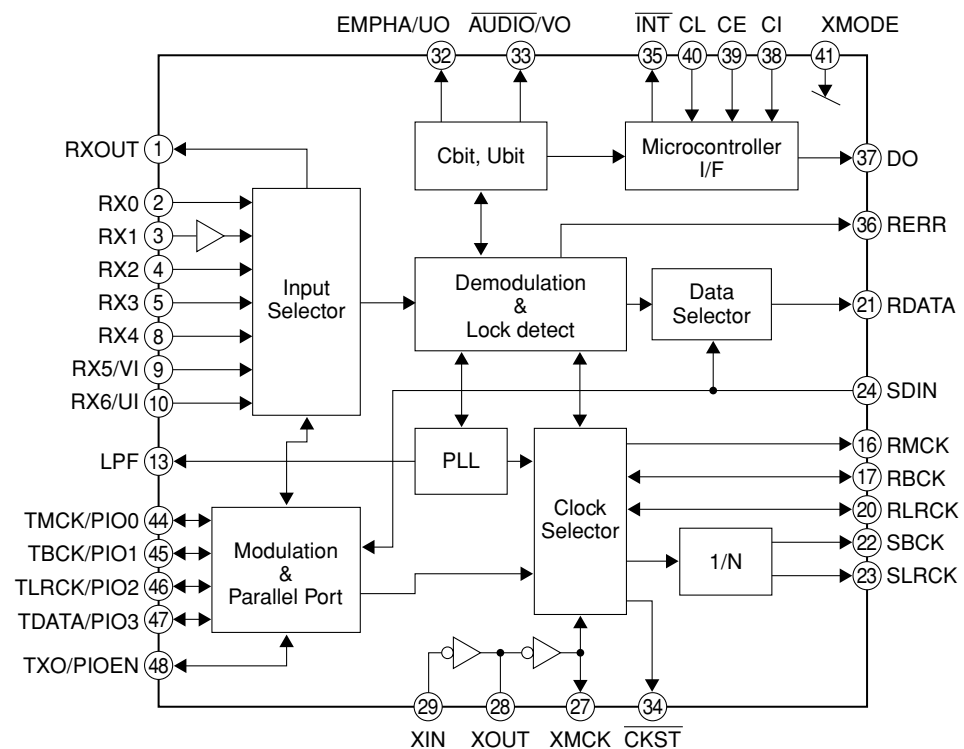 EMPHA/UO A̅U̅D̅I̅O̅/VO I̅N̅T̅ CL CE CI XMODE
32 33 35 40 39 38 41
RXOUT 1
Cbit, Ubit
Microcontroller
I/F
37 DO
RX0 2
RX1 3
RX2 4
RX3 5
RX4 8
RX5/VI 9
RX6/UI 10
Input
Selector
36 RERR
Demodulation
&
Lock detect
Data
Selector
21 RDATA
24 SDIN
LPF 13
PLL
Clock
Selector
16 RMCK
17 RBCK
20 RLRCK
22 SBCK
23 SLRCK
1/N
TMCK/PIO0 44
TBCK/PIO1 45
TLRCK/PIO2 46
TDATA/PIO3 47
TXO/PIOEN 48
Modulation
&
Parallel Port
29 28 27 34
XIN XOUT XMCK C̅K̅S̅T̅